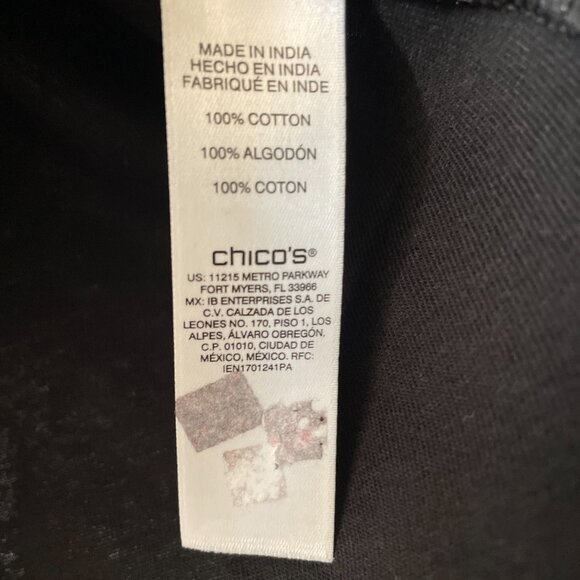 MADE IN INDIA
HECHO EN INDIA
FABRIQUÉ EN INDE
100% COTTON
100% ALGODÓN
100% COTON
chico's®
US: 11215 METRO PARKWAY
FORT MYERS, FL 33966
MX: IB ENTERPRISES S.A. DE
C.V. CALZADA DE LOS
LEONES NO. 170, PISO 1, LOS
ALPES, ÁLVARO OBREGÓN,
C.P. 01010, CIUDAD DE
MÉXICO, MÉXICO. RFC:
IEN1701241PA